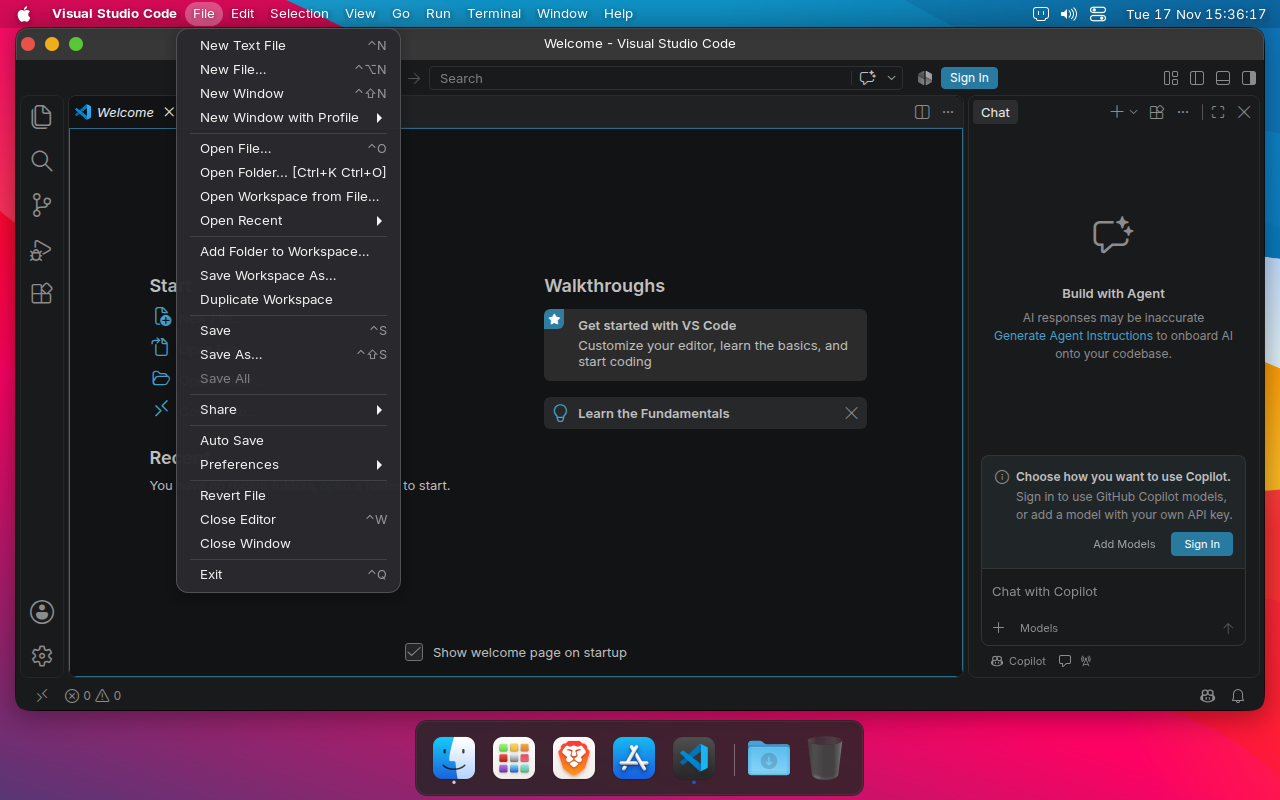 Visual Studio Code File Edit Selection View Go Run Terminal Window Help Tue 17 Nov 15:36:17
Welcome - Visual Studio Code
Search Sign In
Welcome
Chat
New Text File ^N
New File... ^⌥N
New Window ^⇧N
New Window with Profile
Open File... ^O
Open Folder... [Ctrl+K Ctrl+O]
Open Workspace from File...
Open Recent
Add Folder to Workspace...
Save Workspace As...
Duplicate Workspace
Save ^S
Save As... ^⇧S
Save All
Share
Auto Save
Preferences
Revert File
Close Editor ^W
Close Window
Exit ^Q
Walkthroughs
Get started with VS Code
Customize your editor, learn the basics, and
start coding
Learn the Fundamentals
You
to start.
Show welcome page on startup
Build with Agent
AI responses may be inaccurate
Generate Agent Instructions to onboard AI
onto your codebase.
Choose how you want to use Copilot.
Sign in to use GitHub Copilot models,
or add a model with your own API key.
Add Models Sign In
Chat with Copilot
Models
Copilot
0 0